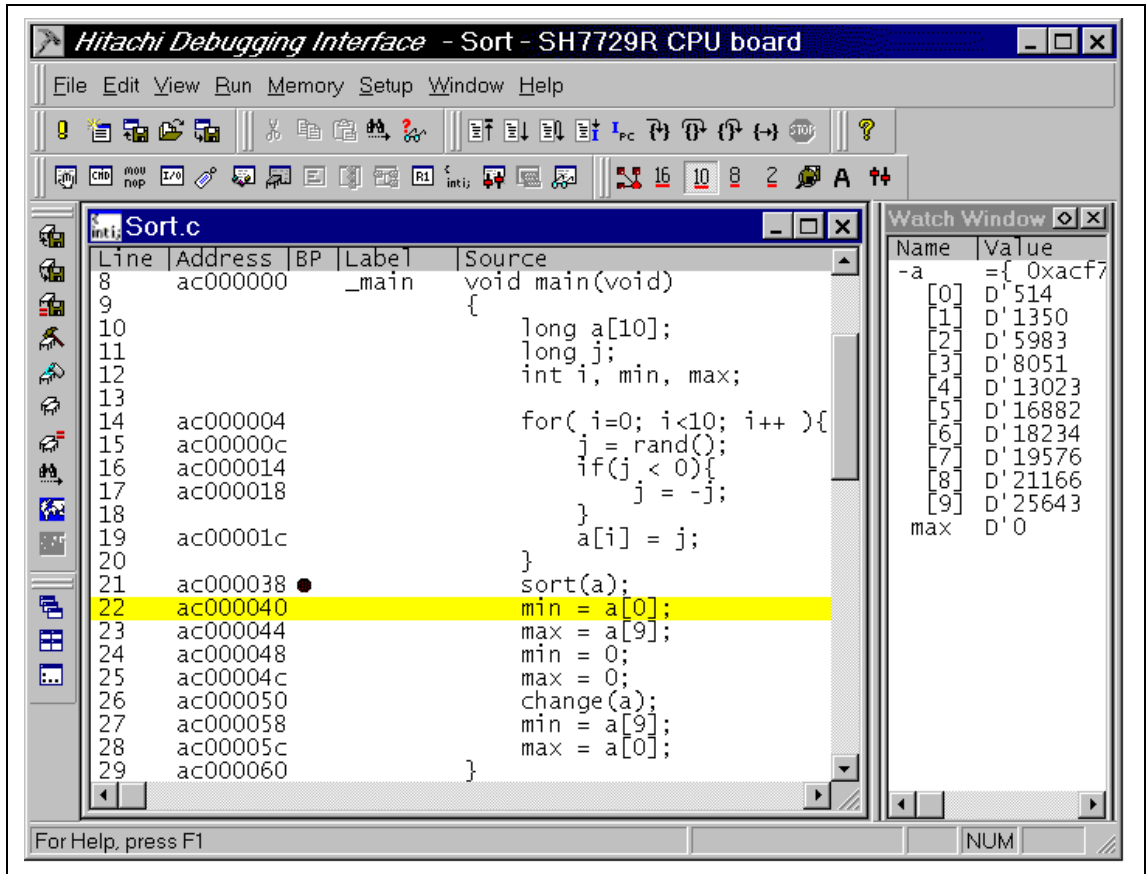 Hitachi Debugging Interface - Sort - SH7729R CPU board
File Edit View Run Memory Setup Window Help
PC STOP
CMD MOV NOP I/O R1 inti; 16 10 8 2 A
inti; Sort.c
Line Address BP Label Source
8 ac000000 _main void main(void)
9 {
10 long a[10];
11 long j;
12 int i, min, max;
13
14 ac000004 for( i=0; i<10; i++ ){
15 ac00000c j = rand();
16 ac000014 if(j < 0){
17 ac000018 j = -j;
18 }
19 ac00001c a[i] = j;
20 }
21 ac000038 ● sort(a);
22 ac000040 min = a[0];
23 ac000044 max = a[9];
24 ac000048 min = 0;
25 ac00004c max = 0;
26 ac000050 change(a);
27 ac000058 min = a[9];
28 ac00005c max = a[0];
29 ac000060 }
Watch Window
Name Value
-a ={ 0xacf7
[0] D'514
[1] D'1350
[2] D'5983
[3] D'8051
[4] D'13023
[5] D'16882
[6] D'18234
[7] D'19576
[8] D'21166
[9] D'25643
max D'0
For Help, press F1
NUM